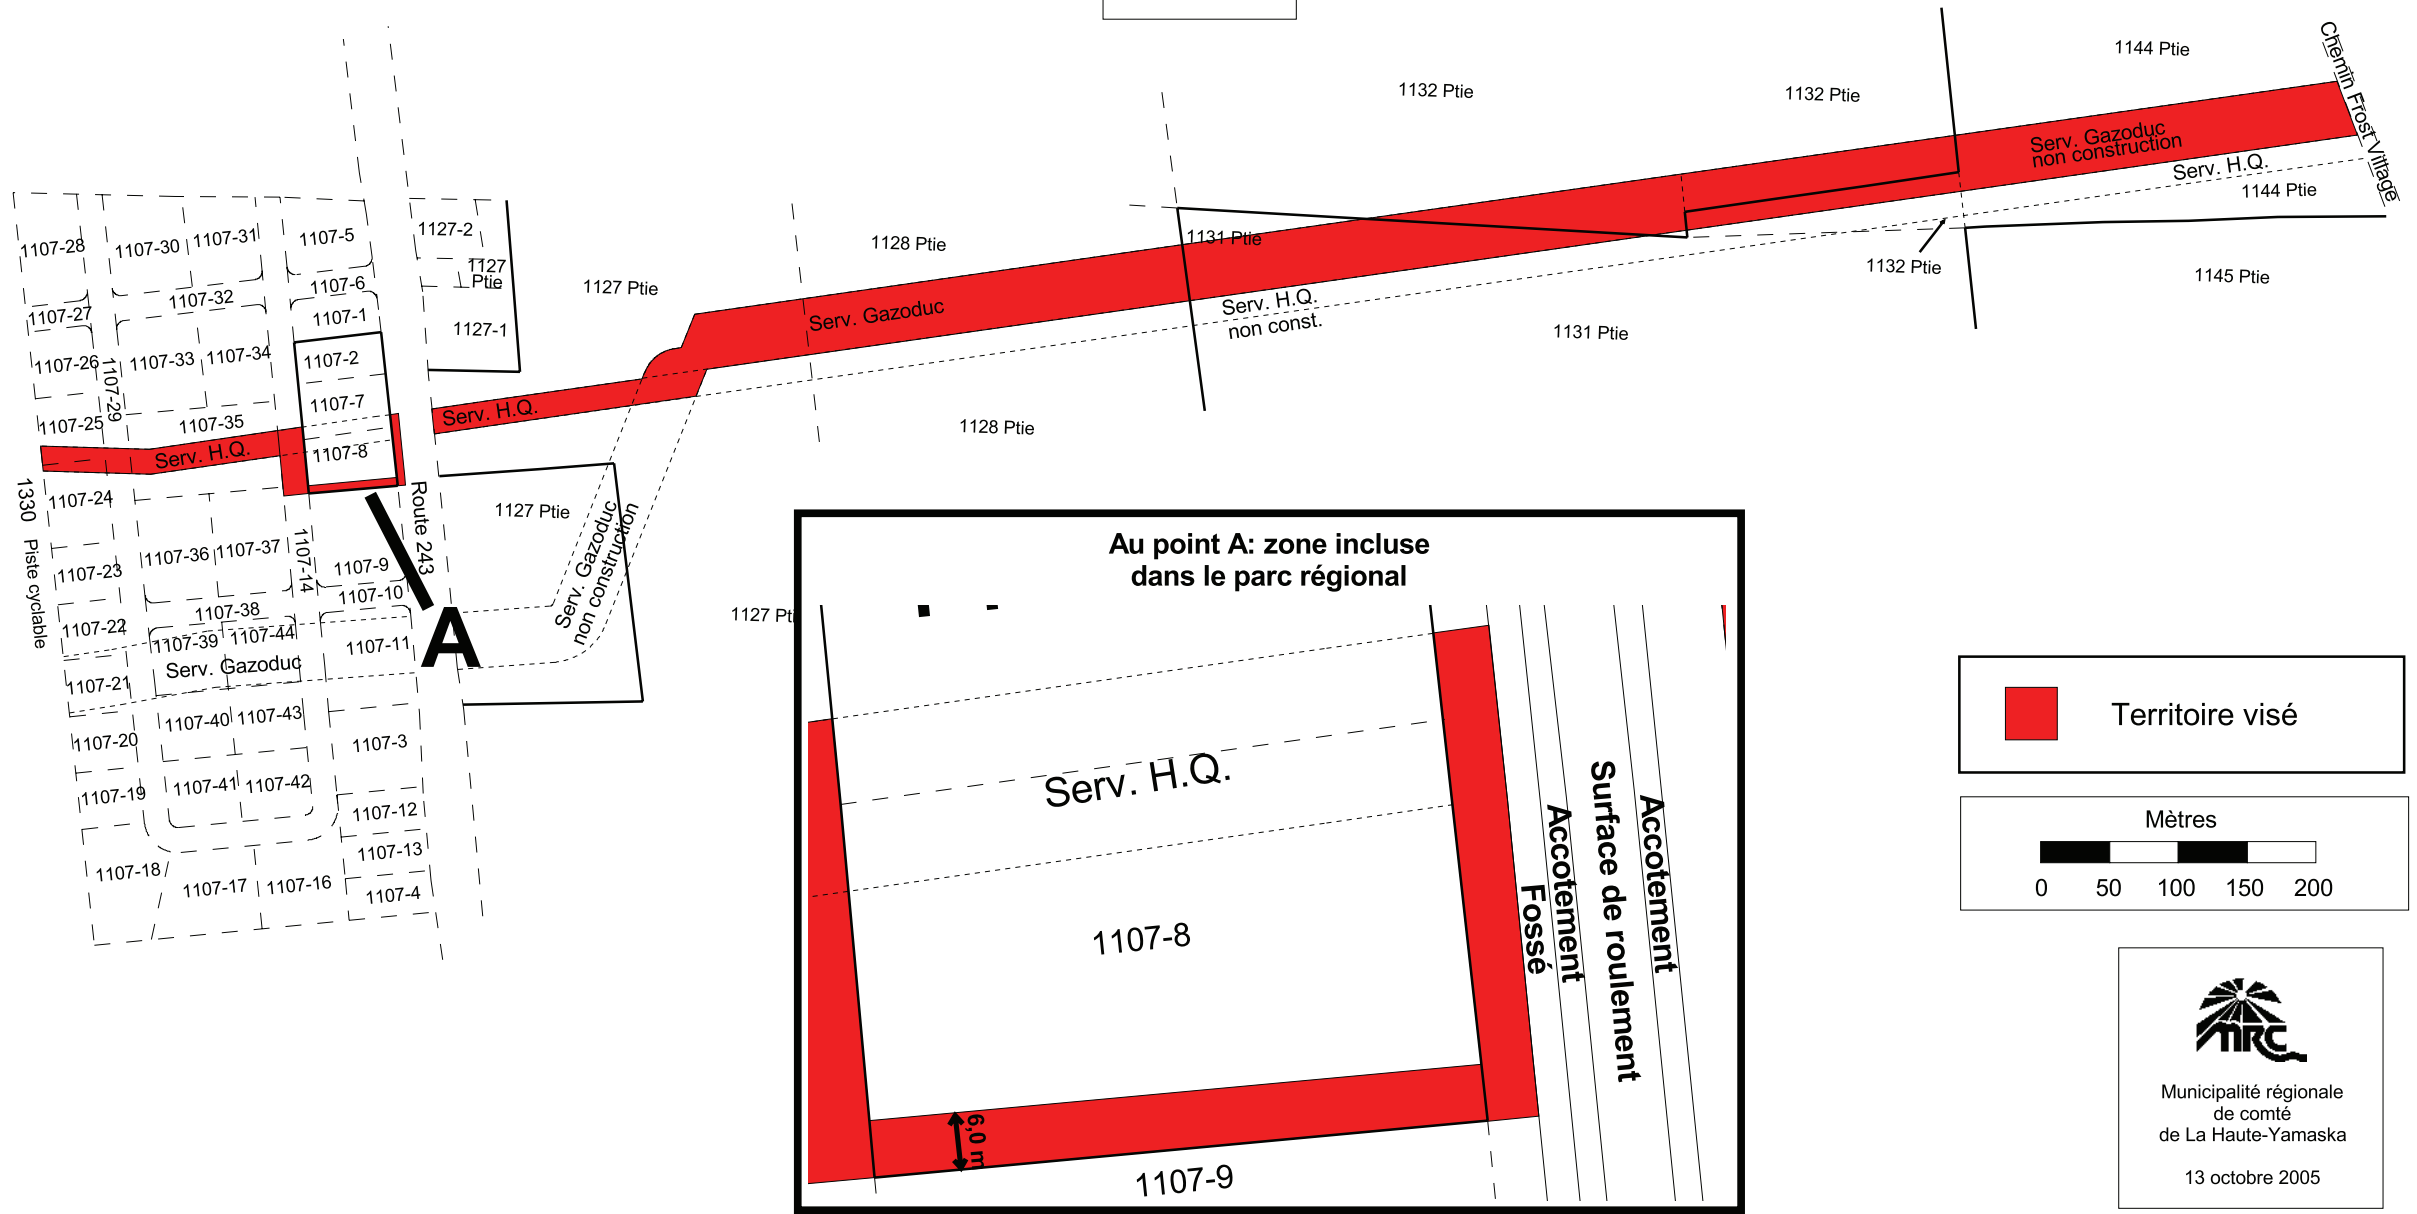 1144 Ptie
1132 Ptie
1132 Ptie
Chemin Frost Village
Serv. Gazoduc
non construction
Serv. H.Q.
1144 Ptie
1132 Ptie
1145 Ptie
1131 Ptie
1128 Ptie
1127 Ptie
Serv. Gazoduc
Serv. H.Q.
non const.
1131 Ptie
1128 Ptie
1127-2
1127
Ptie
1127-1
Serv. H.Q.
1107-28
1107-30
1107-31
1107-5
1107-6
1107-32
1107-27
1107-1
1107-26
1107-29
1107-33
1107-34
1107-2
1107-7
1107-25
1107-35
Serv. H.Q.
1107-8
1330 Piste cyclable
1107-24
Route 243
1127 Ptie
Serv. Gazoduc
non construction
1107-36
1107-37
1107-14
1107-9
1107-23
1107-10
1107-38
1107-22
1107-39
1107-44
1107-11
A
1127 Pti
Serv. Gazoduc
1107-21
1107-40
1107-43
1107-20
1107-3
1107-19
1107-41
1107-42
1107-12
1107-13
1107-18
1107-17
1107-16
1107-4
Au point A: zone incluse
dans le parc régional
Serv. H.Q.
1107-8
6,0 m
1107-9
Fossé
Accotement
Surface de roulement
Accotement
Territoire visé
Mètres
0 50 100 150 200
MRC
Municipalité régionale
de comté
de La Haute-Yamaska
13 octobre 2005